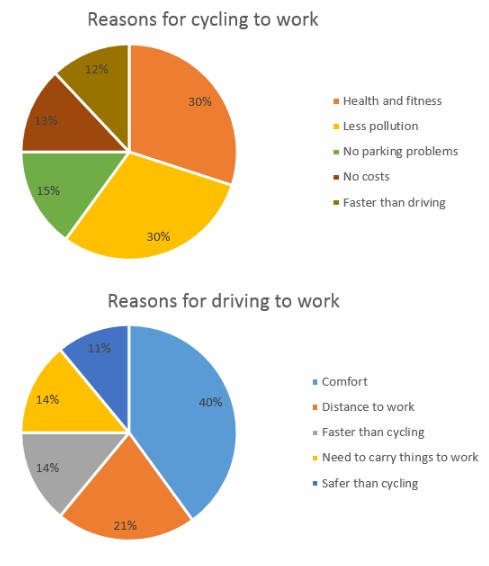 Reasons for cycling to work
12%
30%
13%
15%
30%
Health and fitness
Less pollution
No parking problems
No costs
Faster than driving
Reasons for driving to work
11%
40%
14%
14%
21%
Comfort
Distance to work
Faster than cycling
Need to carry things to work
Safer than cycling